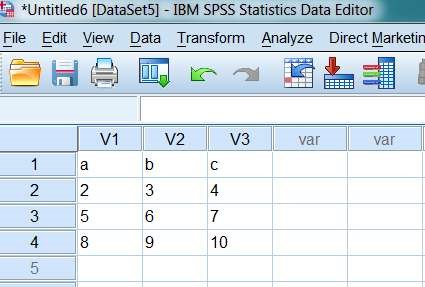 *Untitled6 [DataSet5] - IBM SPSS Statistics Data Editor
File Edit View Data Transform Analyze Direct Marketin
V1 V2 V3 var var
1 a b c
2 2 3 4
3 5 6 7
4 8 9 10
5